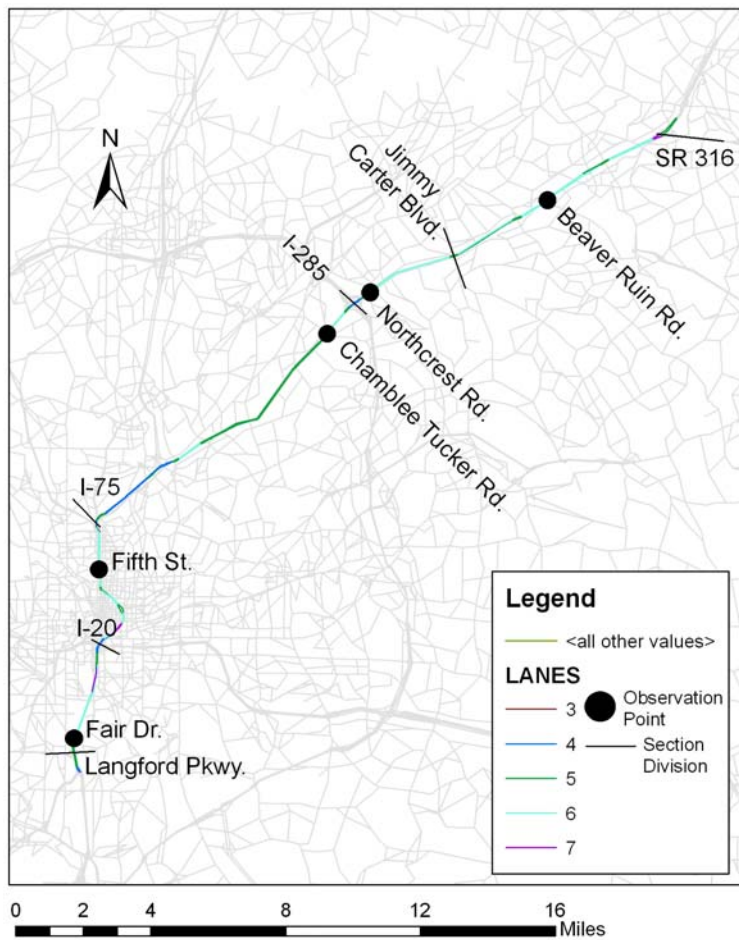 N
SR 316
Jimmy
Carter Blvd.
Beaver Ruin Rd.
I-285
Northcrest Rd.
Chamblee Tucker Rd.
I-75
Fifth St.
I-20
Fair Dr.
Langford Pkwy.
Legend
<all other values>
LANES
3
Observation
Point
4
Section
Division
5
6
7
0 2 4 8 12 16
Miles